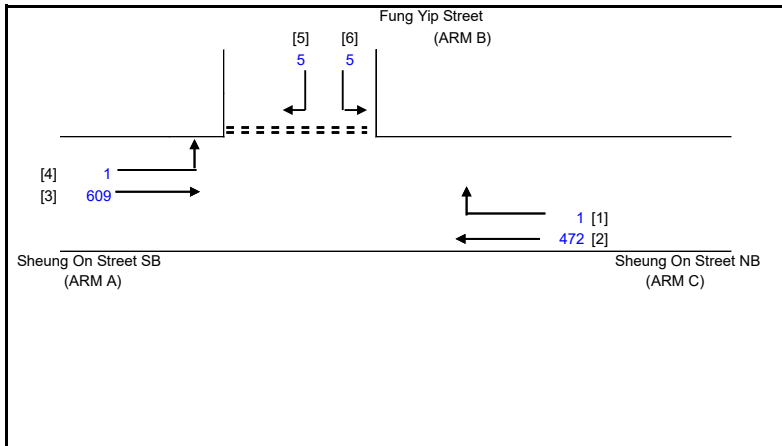 Fung Yip Street
[5] [6] (ARM B)
5 5
[4] 1
[3] 609
1 [1]
472 [2]
Sheung On Street SB Sheung On Street NB
(ARM A) (ARM C)